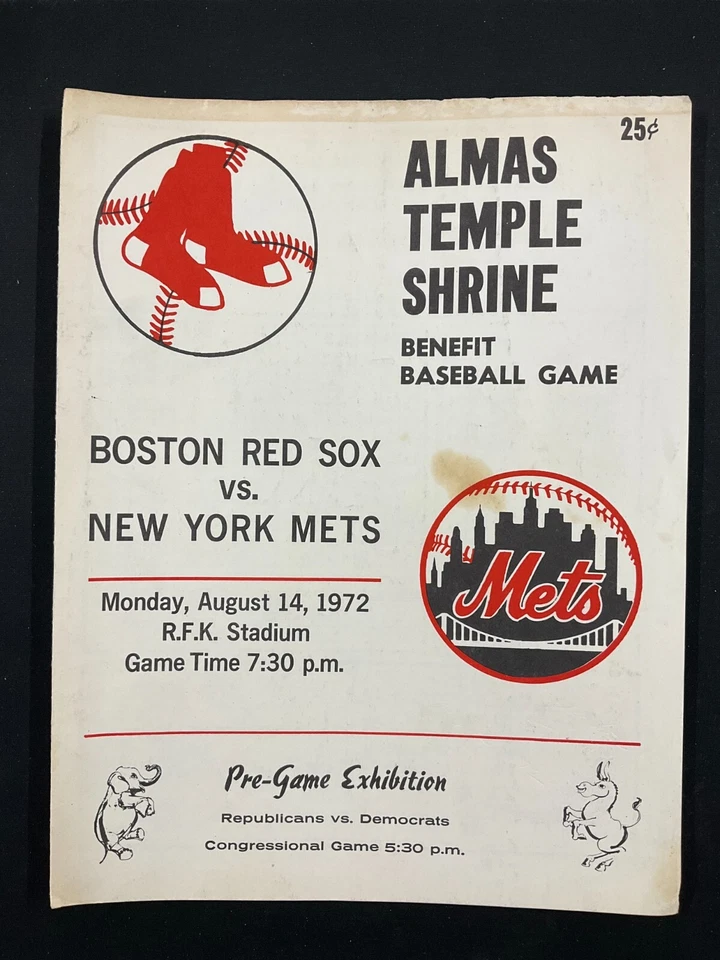 25¢
ALMAS
TEMPLE
SHRINE
BENEFIT
BASEBALL GAME
BOSTON RED SOX
VS.
NEW YORK METS
Monday, August 14, 1972
R.F.K. Stadium
Game Time 7:30 p.m.
Mets
Pre-Game Exhibition
Republicans vs. Democrats
Congressional Game 5:30 p.m.